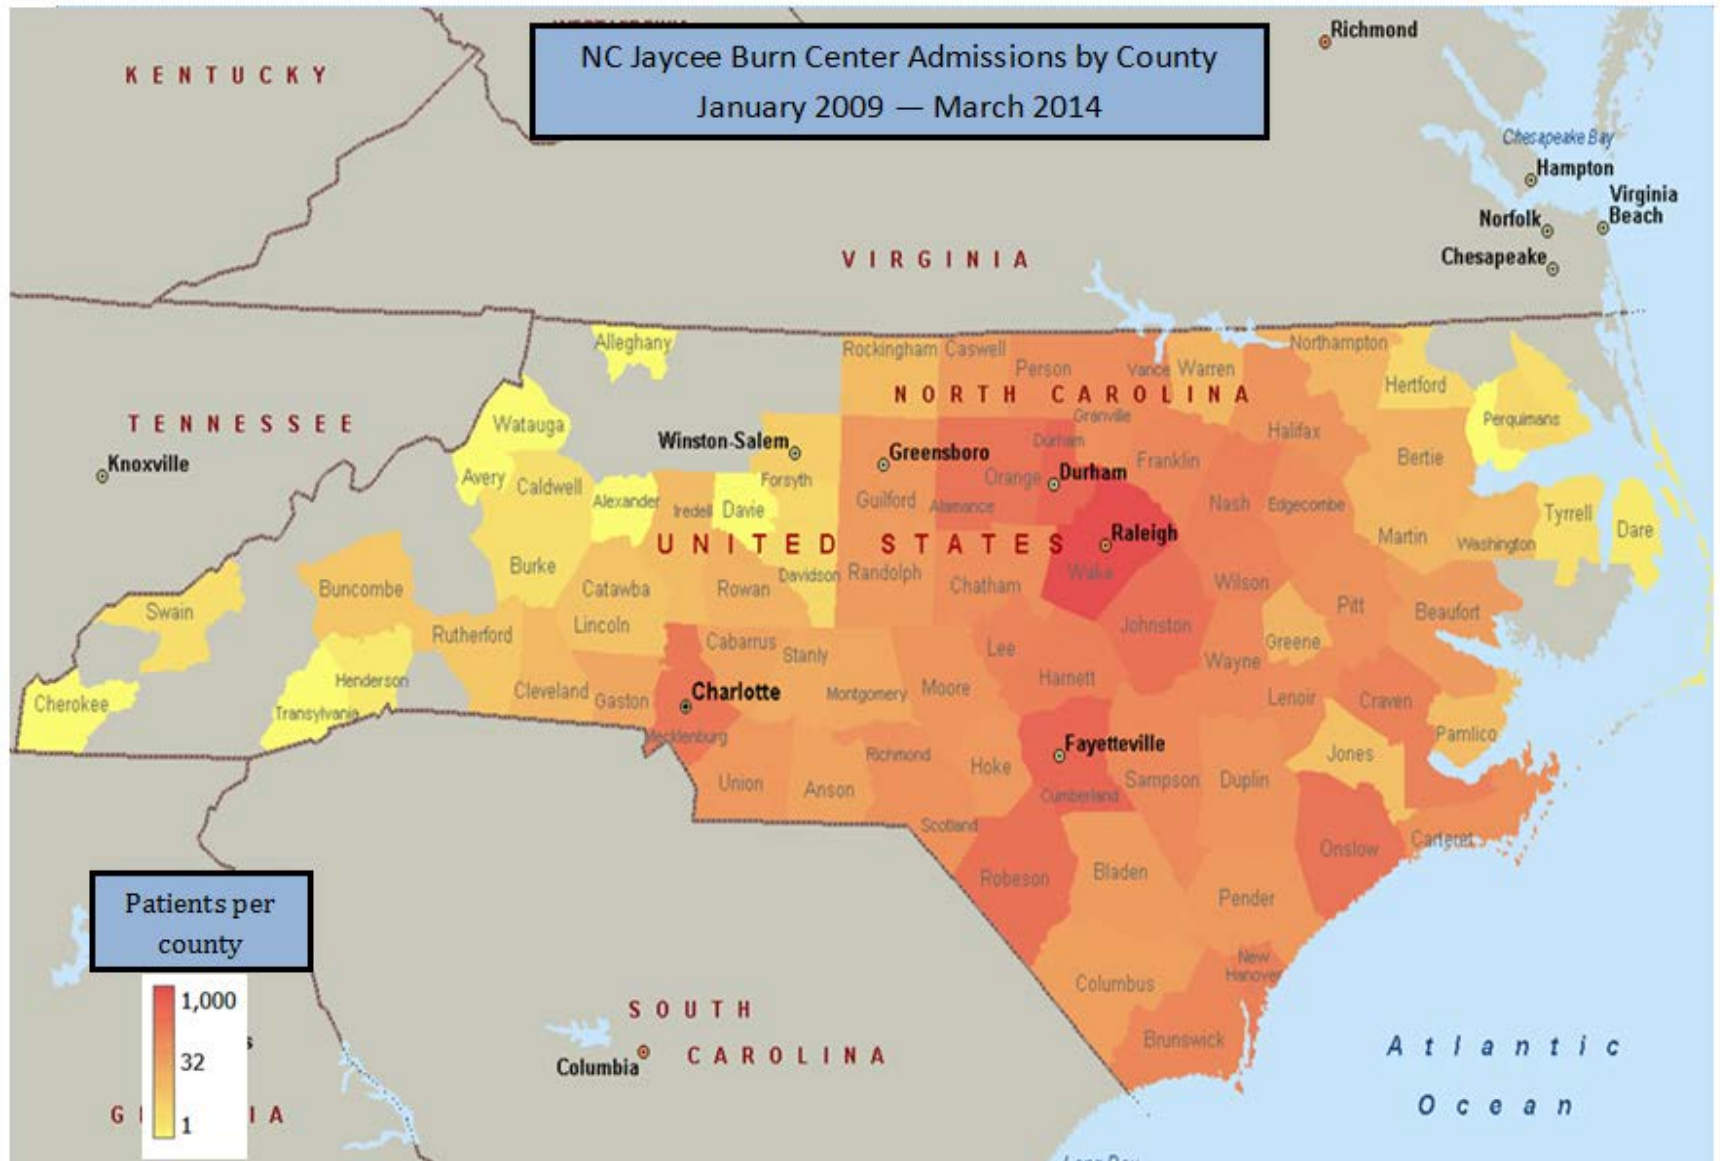 NC Jaycee Burn Center Admissions by County
January 2009 — March 2014
Richmond
KENTUCKY
Chesapeake Bay
Hampton
Virginia
Beach
Norfolk
Chesapeake
VIRGINIA
Alleghany
Rockingham
Caswell
Northampton
Person
Vance
Warren
Hertford
NORTH CAROLINA
Granville
Perquimans
TENNESSEE
Watauga
Winston-Salem
Greensboro
Durham
Halifax
Knoxville
Durham
Franklin
Bertie
Avery
Caldwell
Forsyth
Orange
Alexander
Iredell
Davie
Guilford
Alamance
Nash
Edgecombe
Tyrrell
Dare
UNITED STATES
Raleigh
Martin
Washington
Burke
Davidson
Randolph
Wake
Wilson
Buncombe
Catawba
Rowan
Chatham
Pitt
Beaufort
Swain
Rutherford
Lincoln
Johnston
Cabarrus
Stanly
Lee
Greene
Wayne
Henderson
Cleveland
Gaston
Charlotte
Montgomery
Moore
Harnett
Lenoir
Craven
Cherokee
Transylvania
Mecklenburg
Fayetteville
Pamlico
Richmond
Hoke
Jones
Union
Anson
Sampson
Duplin
Cumberland
Scotland
Carteret
Onslow
Robeson
Bladen
Pender
Patients per
county
New
Hanover
Columbus
1,000
32
1
Brunswick
SOUTH
CAROLINA
Columbia
Atlantic
Ocean